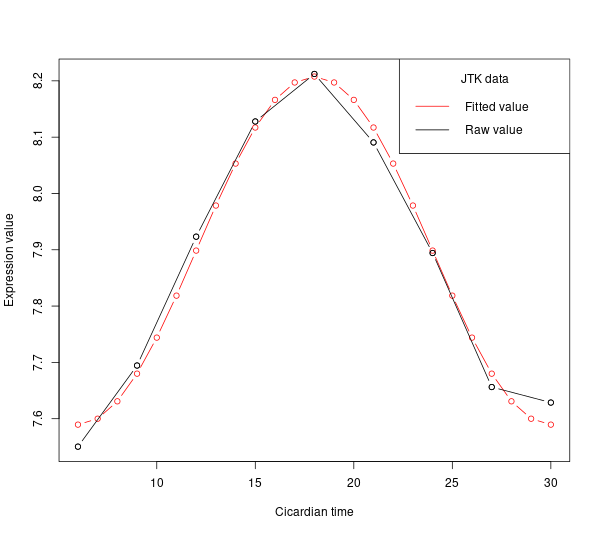 JTK data
Fitted value
Raw value
8.2
8.1
8.0
7.9
7.8
7.7
7.6
Expression value
10 15 20 25 30
Cicardian time